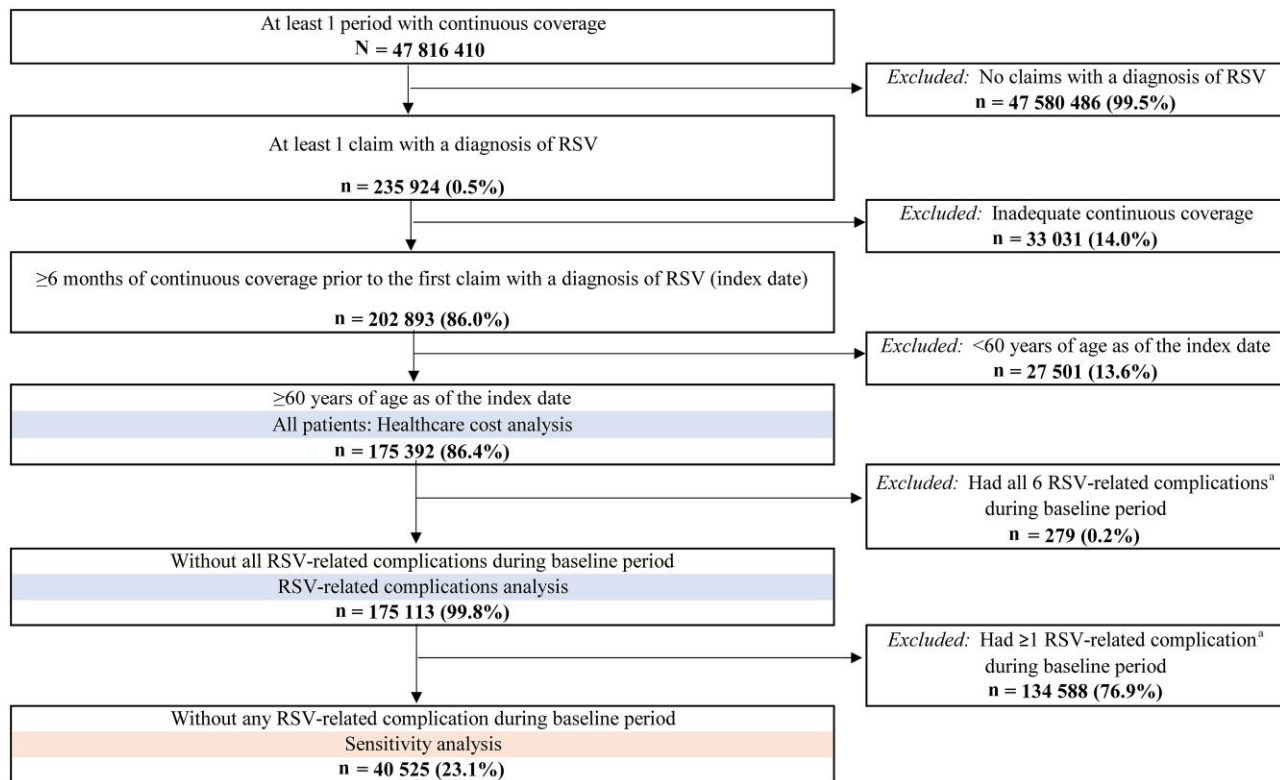 At least 1 period with continuous coverage
N = 47 816 410
Excluded: No claims with a diagnosis of RSV
n = 47 580 486 (99.5%)
At least 1 claim with a diagnosis of RSV
n = 235 924 (0.5%)
Excluded: Inadequate continuous coverage
n = 33 031 (14.0%)
≥6 months of continuous coverage prior to the first claim with a diagnosis of RSV (index date)
n = 202 893 (86.0%)
Excluded: <60 years of age as of the index date
n = 27 501 (13.6%)
≥60 years of age as of the index date
All patients: Healthcare cost analysis
n = 175 392 (86.4%)
Excluded: Had all 6 RSV-related complicationsᵃ
during baseline period
n = 279 (0.2%)
Without all RSV-related complications during baseline period
RSV-related complications analysis
n = 175 113 (99.8%)
Excluded: Had ≥1 RSV-related complicationᵃ
during baseline period
n = 134 588 (76.9%)
Without any RSV-related complication during baseline period
Sensitivity analysis
n = 40 525 (23.1%)